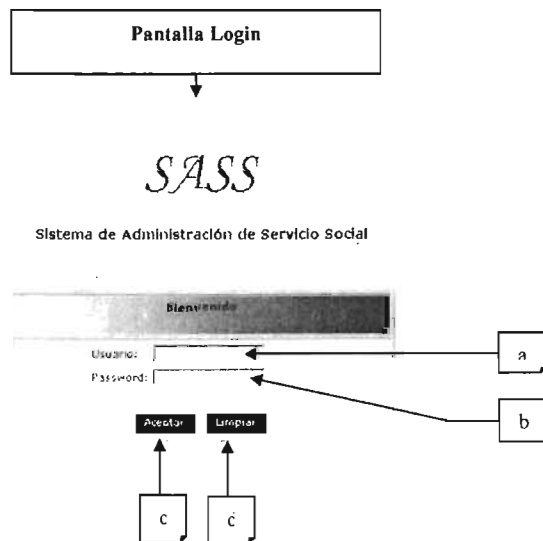 Pantalla Login
SASS
Sistema de Administración de Servicio Social
Bienvenido
Usuario:
a
Password:
b
Aceptar Limpiar
c d